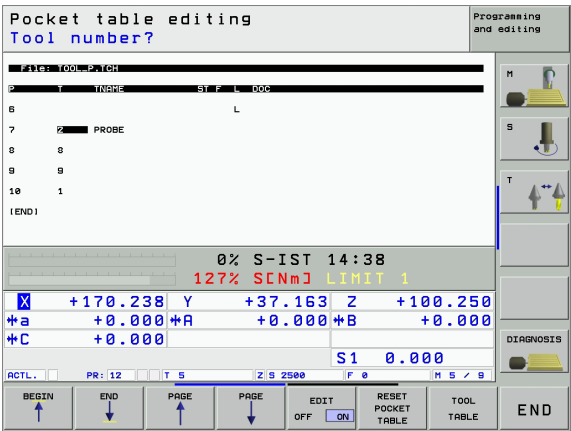 Pocket table editing
Tool number?
Programming
and editing
File: TOOL_P.TCH
P T TNAME ST F L DOC
6 L
7 2 PROBE
8 8
9 9
10 1
[END]
M
S
T
DIAGNOSIS
0% S-IST 14:38
127% S[Nm] LIMIT 1
X +170.238 Y +37.163 Z +100.250
a +0.000 A +0.000 B +0.000
C +0.000
S1 0.000
ACTL. PR: 12 T 5 Z S 2500 F 0 M 5 / 9
BEGIN
END
PAGE
PAGE
EDIT
OFF ON
RESET
POCKET
TABLE
TOOL
TABLE
END